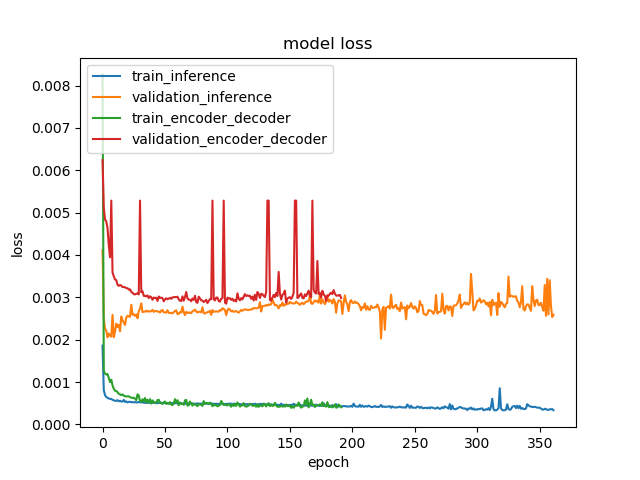 model loss
train_inference
validation_inference
train_encoder_decoder
validation_encoder_decoder
loss
0.008
0.007
0.006
0.005
0.004
0.003
0.002
0.001
0.000
0 50 100 150 200 250 300 350
epoch